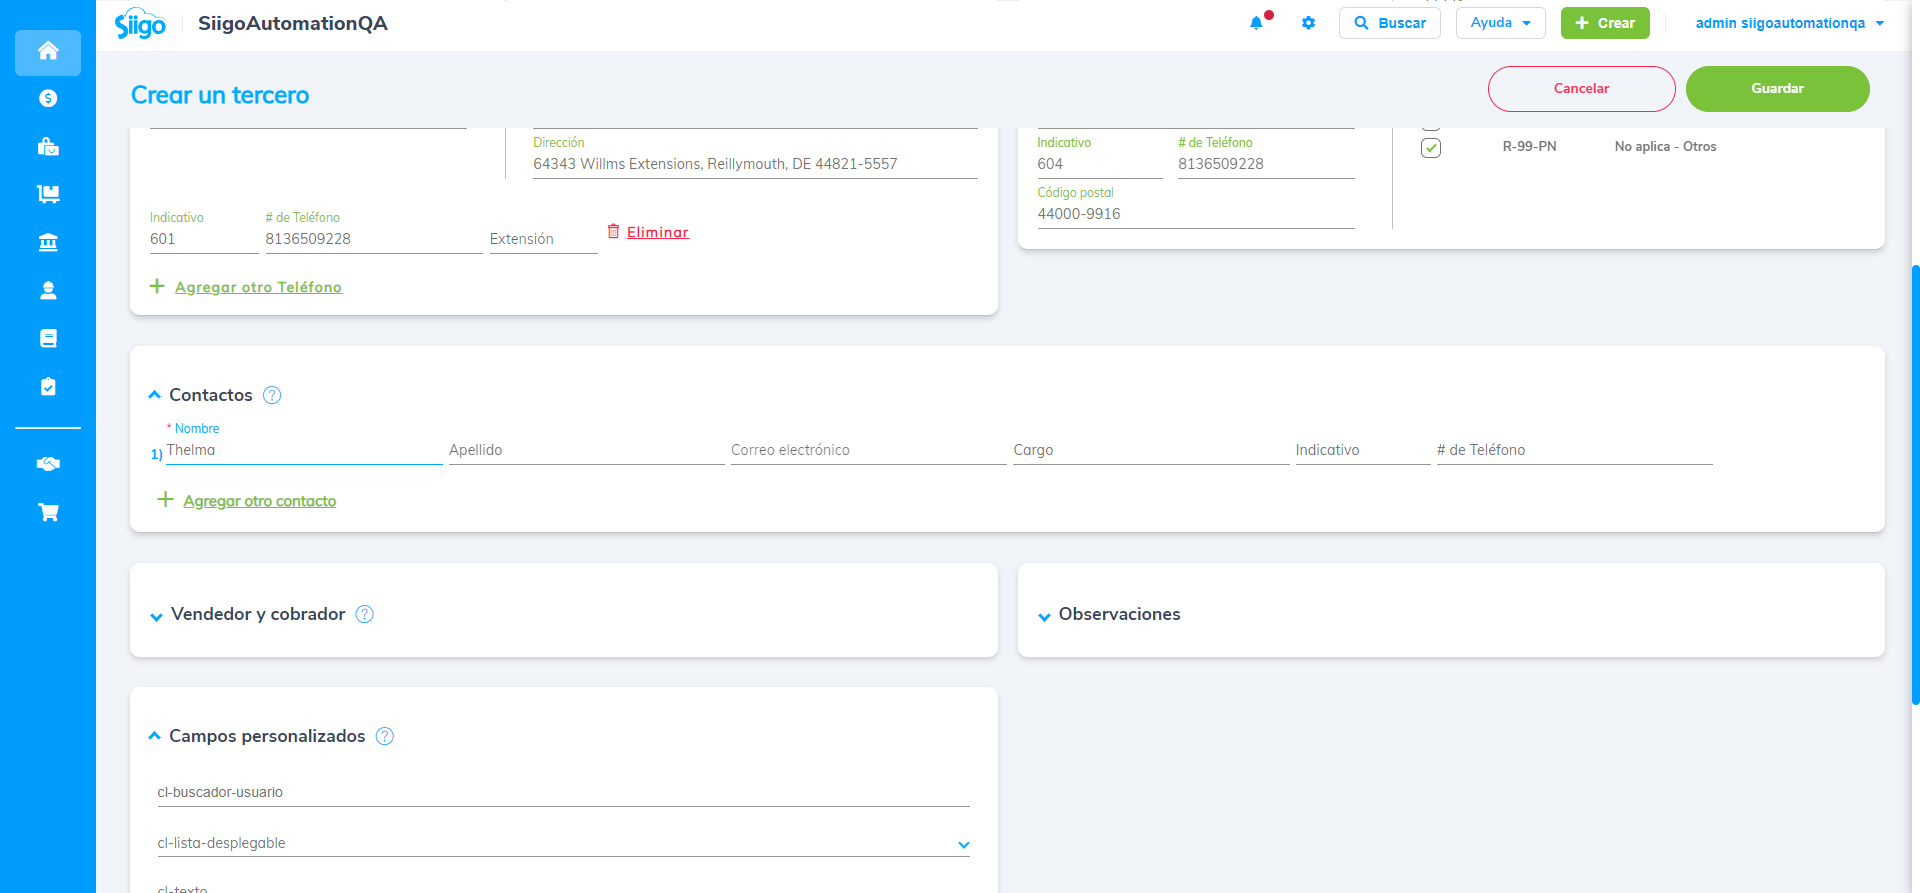 Siigo
SiigoAutomationQA
Buscar
Ayuda
Crear
admin siigoautomationqa
Crear un tercero
Cancelar
Guardar
Dirección
64343 Willms Extensions, Reillymouth, DE 44821-5557
Indicativo
# de Teléfono
601
8136509228
Extensión
Eliminar
Agregar otro Teléfono
Indicativo
# de Teléfono
604
8136509228
Código postal
44000-9916
R-99-PN
No aplica - Otros
Contactos ?
* Nombre
1) Thelma
Apellido
Correo electrónico
Cargo
Indicativo
# de Teléfono
Agregar otro contacto
Vendedor y cobrador ?
Observaciones
Campos personalizados ?
cl-buscador-usuario
cl-lista-desplegable
cl-texto